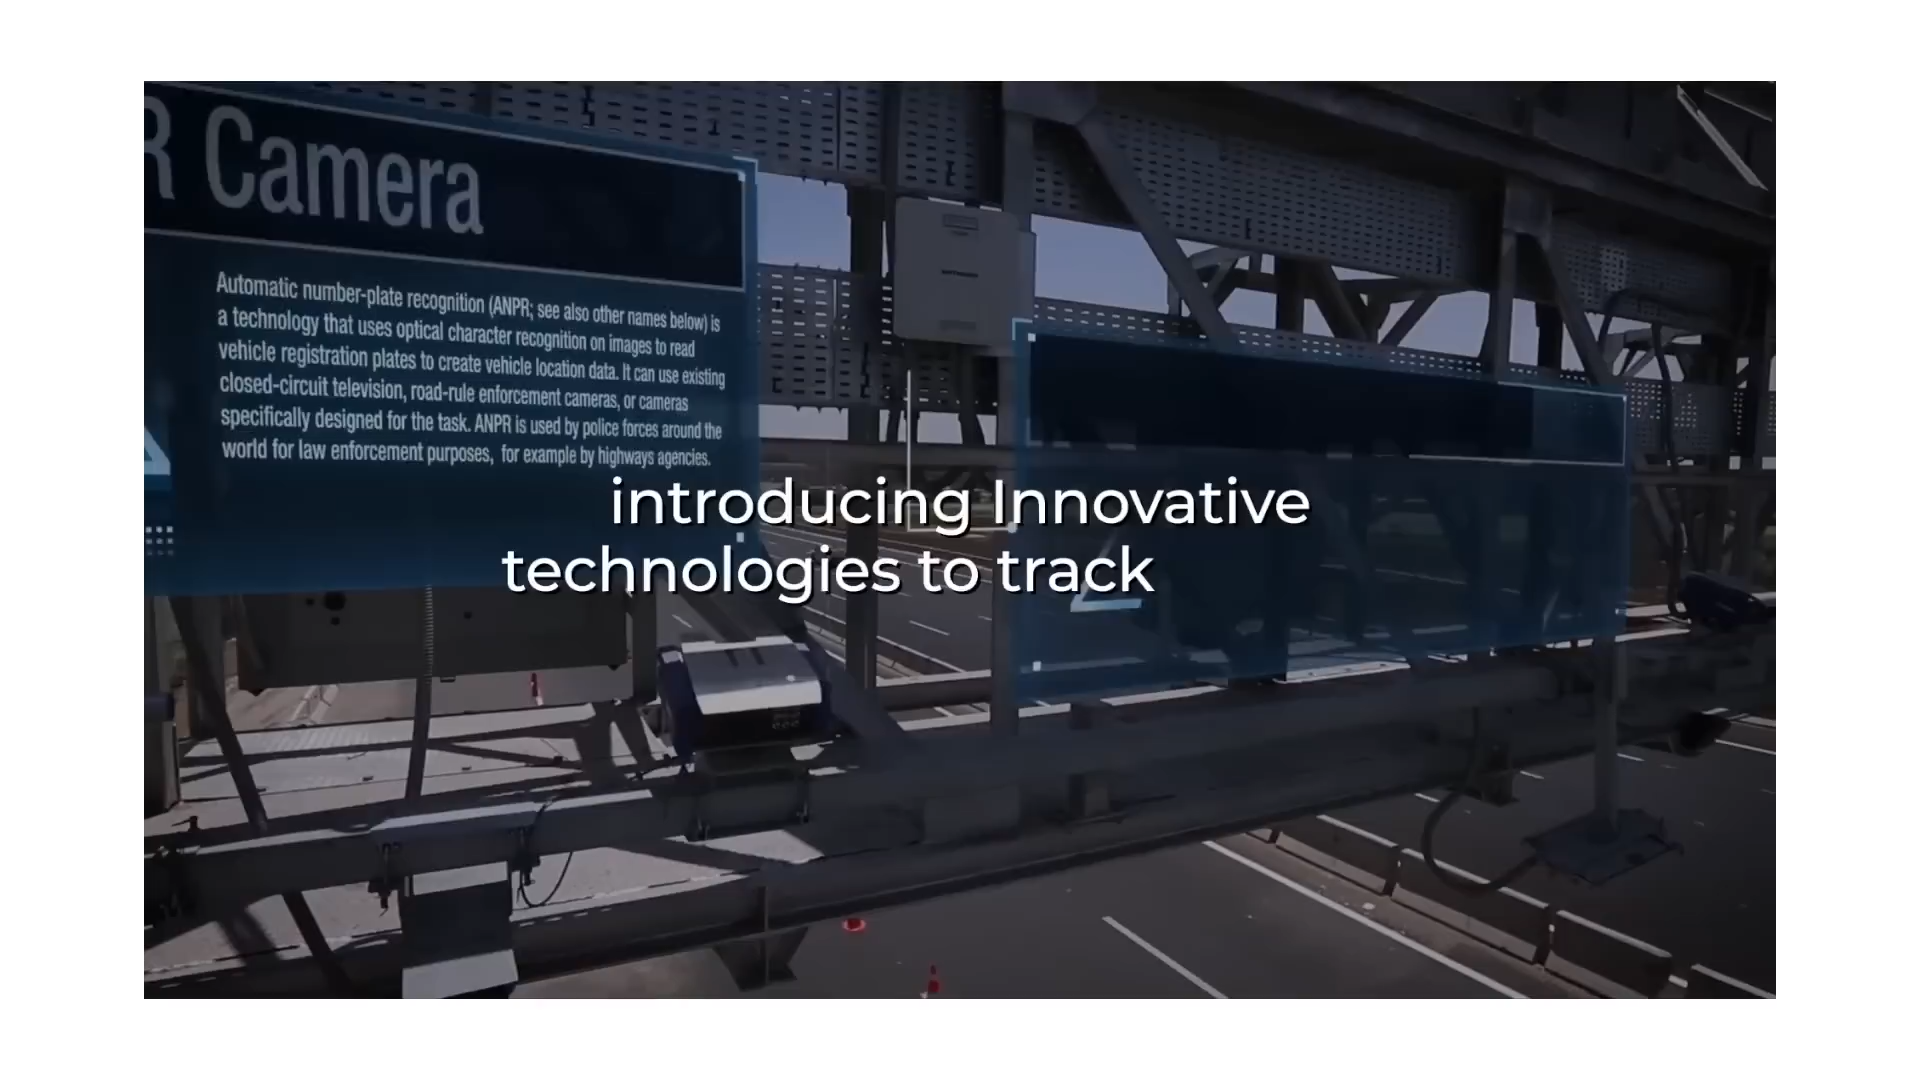 R Camera
Automatic number-plate recognition (ANPR; see also other names below) is
a technology that uses optical character recognition on images to read
vehicle registration plates to create vehicle location data. It can use existing
closed-circuit television, road-rule enforcement cameras, or cameras
specifically designed for the task. ANPR is used by police forces around the
world for law enforcement purposes, for example by highways agencies.
introducing Innovative
technologies to track